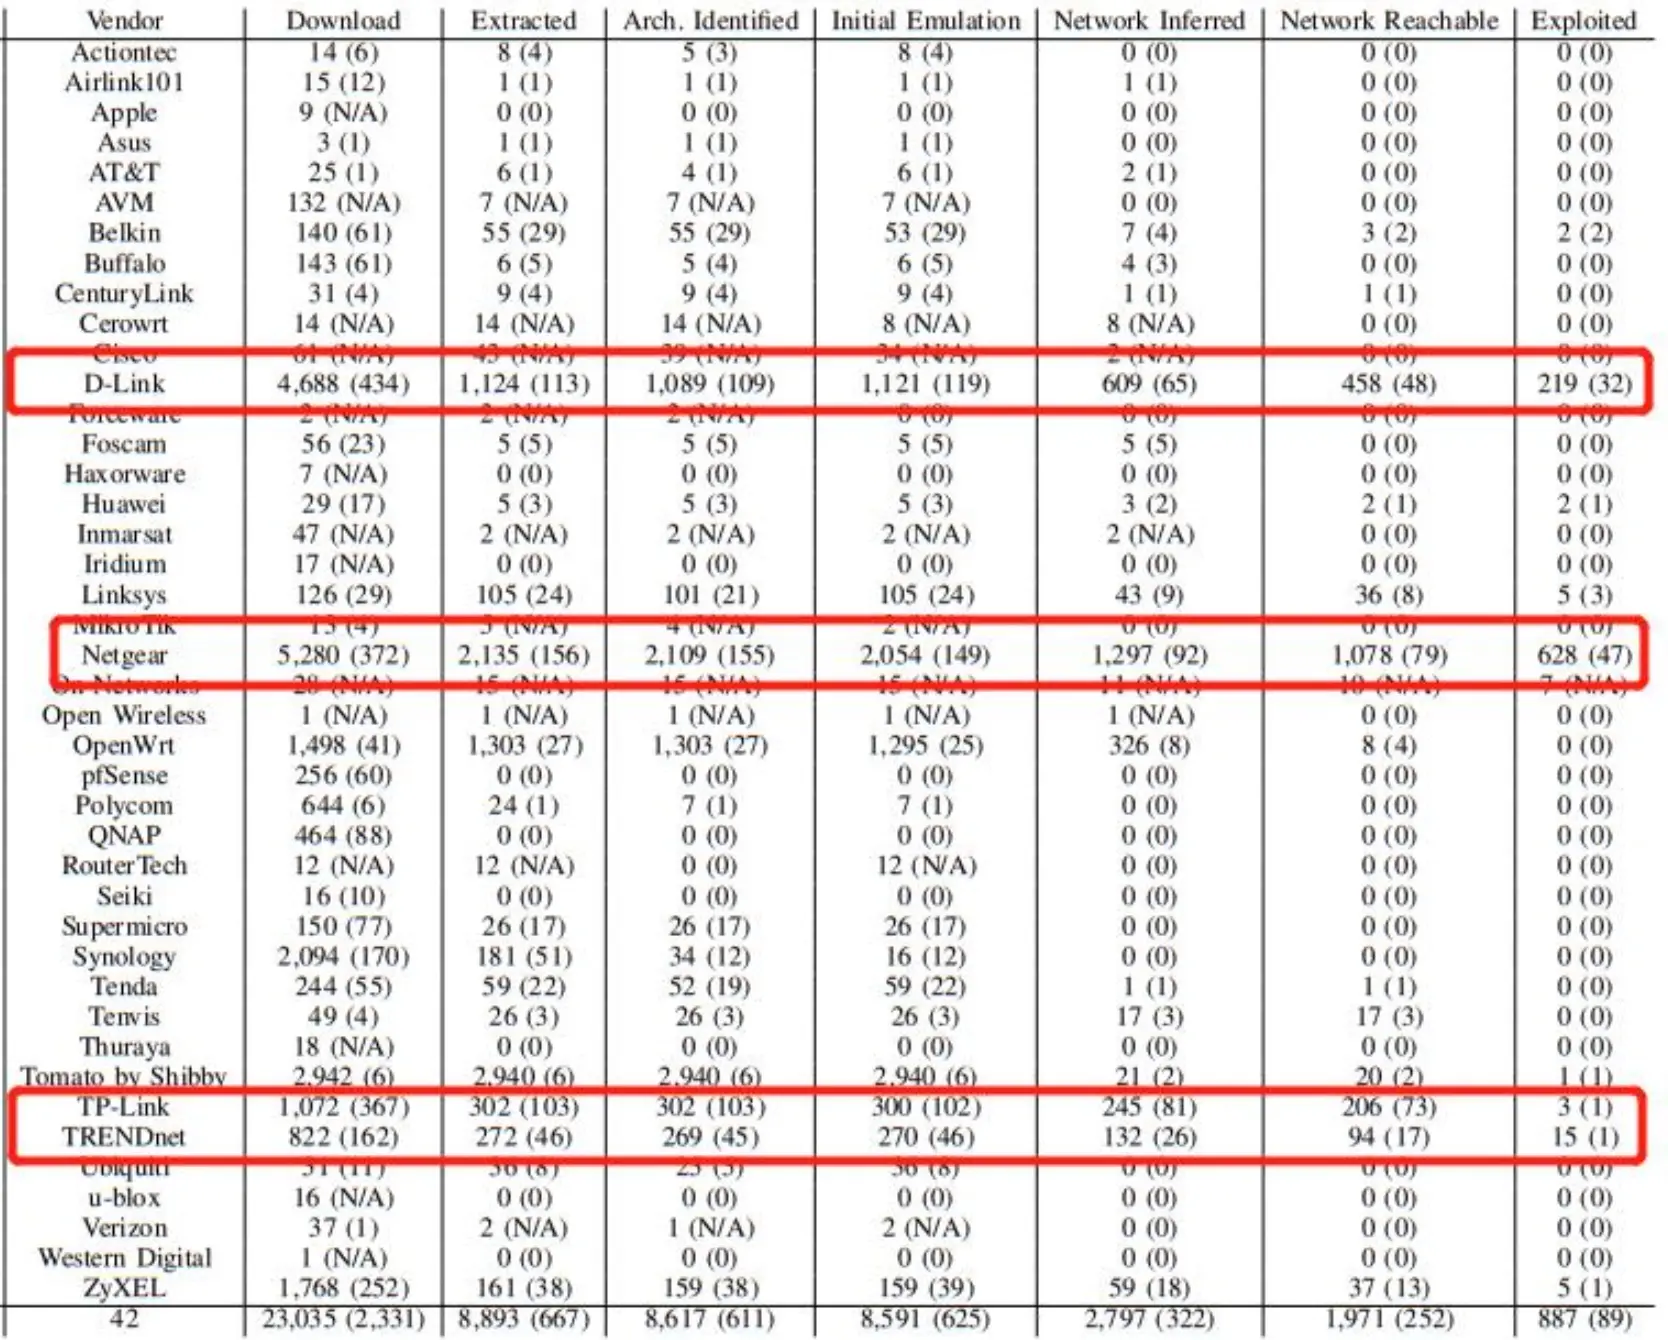 Vendor Download Extracted Arch. Identified Initial Emulation Network Inferred Network Reachable Exploited
Actiontec 14 (6) 8 (4) 5 (3) 8 (4) 0 (0) 0 (0) 0 (0)
Airlink101 15 (12) 1 (1) 1 (1) 1 (1) 1 (1) 0 (0) 0 (0)
Apple 9 (N/A) 0 (0) 0 (0) 0 (0) 0 (0) 0 (0) 0 (0)
Asus 3 (1) 1 (1) 1 (1) 1 (1) 0 (0) 0 (0) 0 (0)
AT&T 25 (1) 6 (1) 4 (1) 6 (1) 2 (1) 0 (0) 0 (0)
AVM 132 (N/A) 7 (N/A) 7 (N/A) 7 (N/A) 0 (0) 0 (0) 0 (0)
Belkin 140 (61) 55 (29) 55 (29) 53 (29) 7 (4) 3 (2) 2 (2)
Buffalo 143 (61) 6 (5) 5 (4) 6 (5) 4 (3) 0 (0) 0 (0)
CenturyLink 31 (4) 9 (4) 9 (4) 9 (4) 1 (1) 1 (1) 0 (0)
Cerowrt 14 (N/A) 14 (N/A) 14 (N/A) 8 (N/A) 8 (N/A) 0 (0) 0 (0)
Cisco 61 (N/A) 43 (N/A) 39 (N/A) 34 (N/A) 2 (N/A) 0 (0) 0 (0)
D-Link 4,688 (434) 1,124 (113) 1,089 (109) 1,121 (119) 609 (65) 458 (48) 219 (32)
Forceware 2 (N/A) 2 (N/A) 2 (N/A) 0 (0) 0 (0) 0 (0) 0 (0)
Foscam 56 (23) 5 (5) 5 (5) 5 (5) 5 (5) 0 (0) 0 (0)
Haxorware 7 (N/A) 0 (0) 0 (0) 0 (0) 0 (0) 0 (0) 0 (0)
Huawei 29 (17) 5 (3) 5 (3) 5 (3) 3 (2) 2 (1) 2 (1)
Inmarsat 47 (N/A) 2 (N/A) 2 (N/A) 2 (N/A) 2 (N/A) 0 (0) 0 (0)
Iridium 17 (N/A) 0 (0) 0 (0) 0 (0) 0 (0) 0 (0) 0 (0)
Linksys 126 (29) 105 (24) 101 (21) 105 (24) 43 (9) 36 (8) 5 (3)
MikroTik 13 (4) (N/A) 4 (N/A) 2 (N/A) 0 (0) 0 (0) 0 (0)
Netgear 5,280 (372) 2,135 (156) 2,109 (155) 2,054 (149) 1,297 (92) 1,078 (79) 628 (47)
On Networks 28 (N/A) 15 (N/A) 15 (N/A) 15 (N/A) 11 (N/A) 10 (N/A) 7 (N/A)
Open Wireless 1 (N/A) 1 (N/A) 1 (N/A) 1 (N/A) 1 (N/A) 0 (0) 0 (0)
OpenWrt 1,498 (41) 1,303 (27) 1,303 (27) 1,295 (25) 326 (8) 8 (4) 0 (0)
pfSense 256 (60) 0 (0) 0 (0) 0 (0) 0 (0) 0 (0) 0 (0)
Polycom 644 (6) 24 (1) 7 (1) 7 (1) 0 (0) 0 (0) 0 (0)
QNAP 464 (88) 0 (0) 0 (0) 0 (0) 0 (0) 0 (0) 0 (0)
RouterTech 12 (N/A) 12 (N/A) 0 (0) 12 (N/A) 0 (0) 0 (0) 0 (0)
Seiki 16 (10) 0 (0) 0 (0) 0 (0) 0 (0) 0 (0) 0 (0)
Supermicro 150 (77) 26 (17) 26 (17) 26 (17) 0 (0) 0 (0) 0 (0)
Synology 2,094 (170) 181 (51) 34 (12) 16 (12) 0 (0) 0 (0) 0 (0)
Tenda 244 (55) 59 (22) 52 (19) 59 (22) 1 (1) 1 (1) 0 (0)
Tenvis 49 (4) 26 (3) 26 (3) 26 (3) 17 (3) 17 (3) 0 (0)
Thuraya 18 (N/A) 0 (0) 0 (0) 0 (0) 0 (0) 0 (0) 0 (0)
Tomato by Shibby 2,942 (6) 2,940 (6) 2,940 (6) 2,940 (6) 21 (2) 20 (2) 1 (1)
TP-Link 1,072 (367) 302 (103) 302 (103) 300 (102) 245 (81) 206 (73) 3 (1)
TRENDnet 822 (162) 272 (46) 269 (45) 270 (46) 132 (26) 94 (17) 15 (1)
Ubiquiti 51 (11) 36 (8) 25 (5) 36 (8) 0 (0) 0 (0) 0 (0)
u-blox 16 (N/A) 0 (0) 0 (0) 0 (0) 0 (0) 0 (0) 0 (0)
Verizon 37 (1) 2 (N/A) 1 (N/A) 2 (N/A) 0 (0) 0 (0) 0 (0)
Western Digital 1 (N/A) 0 (0) 0 (0) 0 (0) 0 (0) 0 (0) 0 (0)
ZyXEL 1,768 (252) 161 (38) 159 (38) 159 (39) 59 (18) 37 (13) 5 (1)
42 23,035 (2,331) 8,893 (667) 8,617 (611) 8,591 (625) 2,797 (322) 1,971 (252) 887 (89)